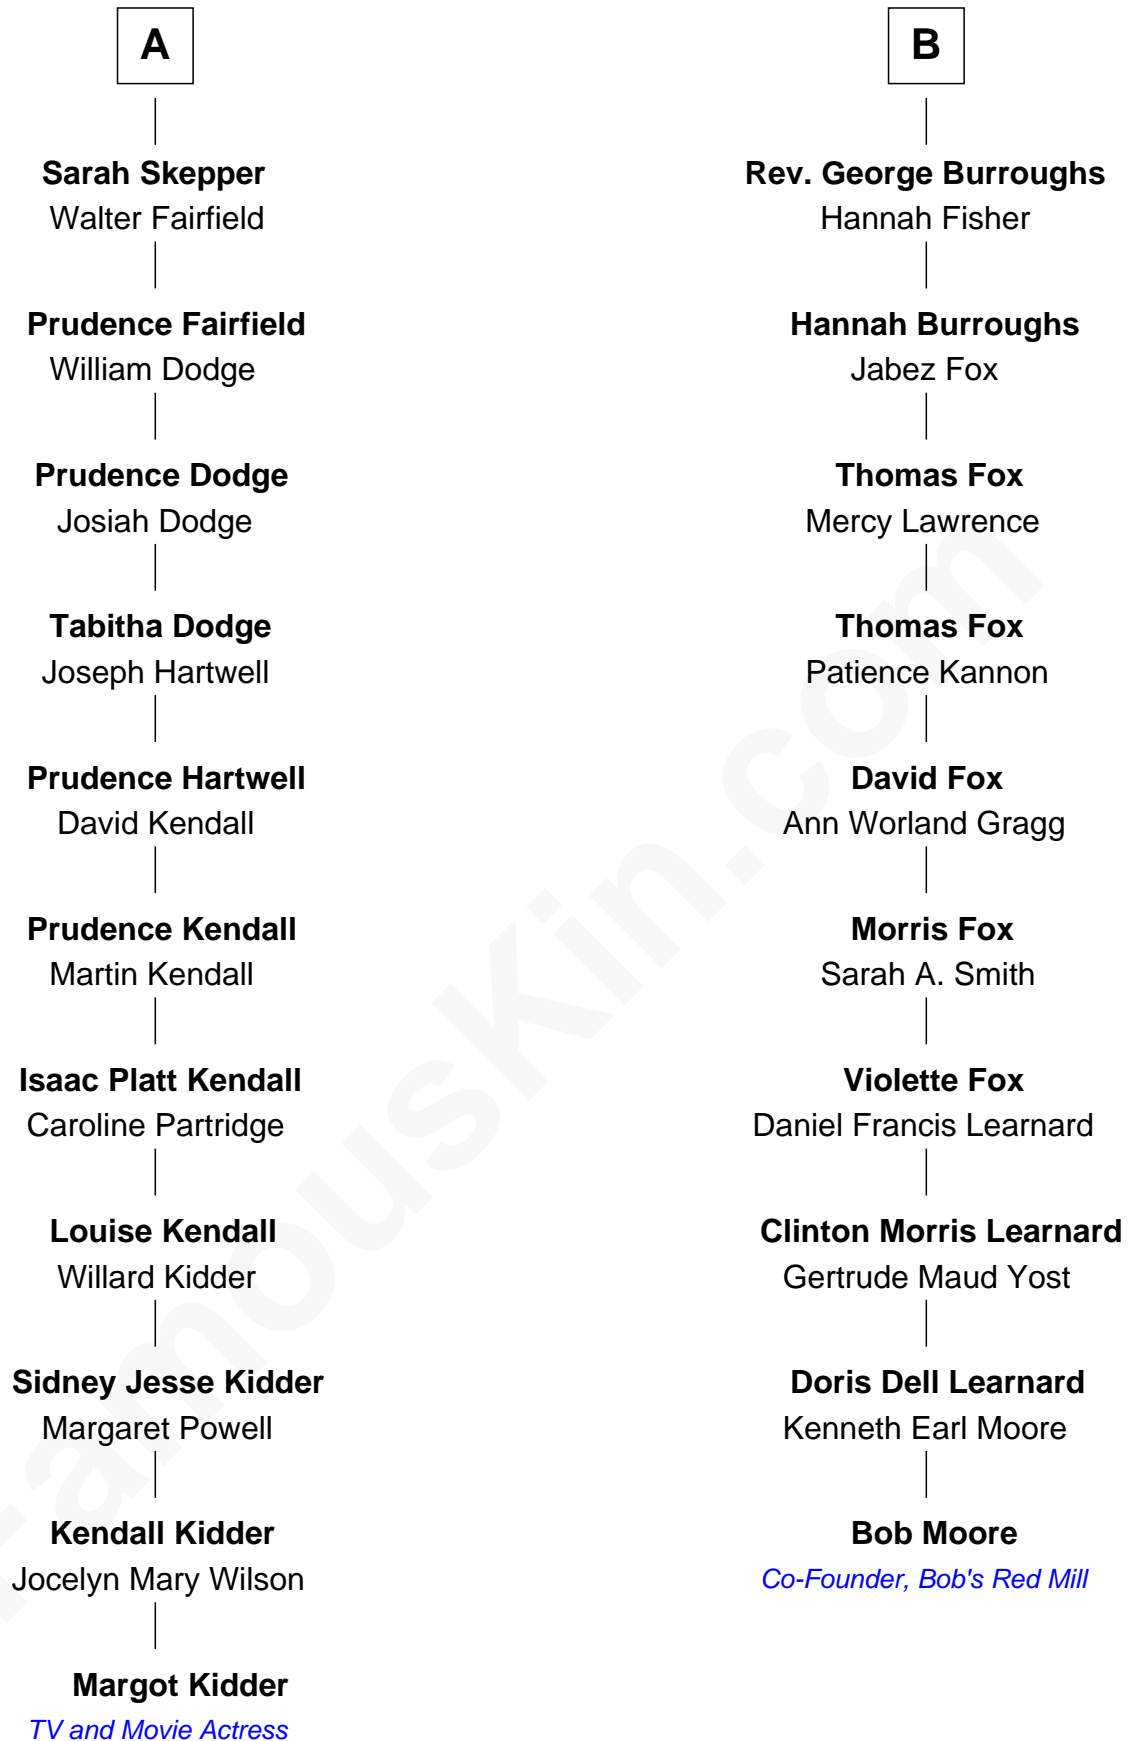 A
Sarah Skepper
Walter Fairfield
Prudence Fairfield
William Dodge
Prudence Dodge
Josiah Dodge
Tabitha Dodge
Joseph Hartwell
Prudence Hartwell
David Kendall
Prudence Kendall
Martin Kendall
Isaac Platt Kendall
Caroline Partridge
Louise Kendall
Willard Kidder
Sidney Jesse Kidder
Margaret Powell
Kendall Kidder
Jocelyn Mary Wilson
Margot Kidder
TV and Movie Actress
B
Rev. George Burroughs
Hannah Fisher
Hannah Burroughs
Jabez Fox
Thomas Fox
Mercy Lawrence
Thomas Fox
Patience Kannon
David Fox
Ann Worland Gragg
Morris Fox
Sarah A. Smith
Violette Fox
Daniel Francis Learnard
Clinton Morris Learnard
Gertrude Maud Yost
Doris Dell Learnard
Kenneth Earl Moore
Bob Moore
Co-Founder, Bob's Red Mill
FamousKin.com